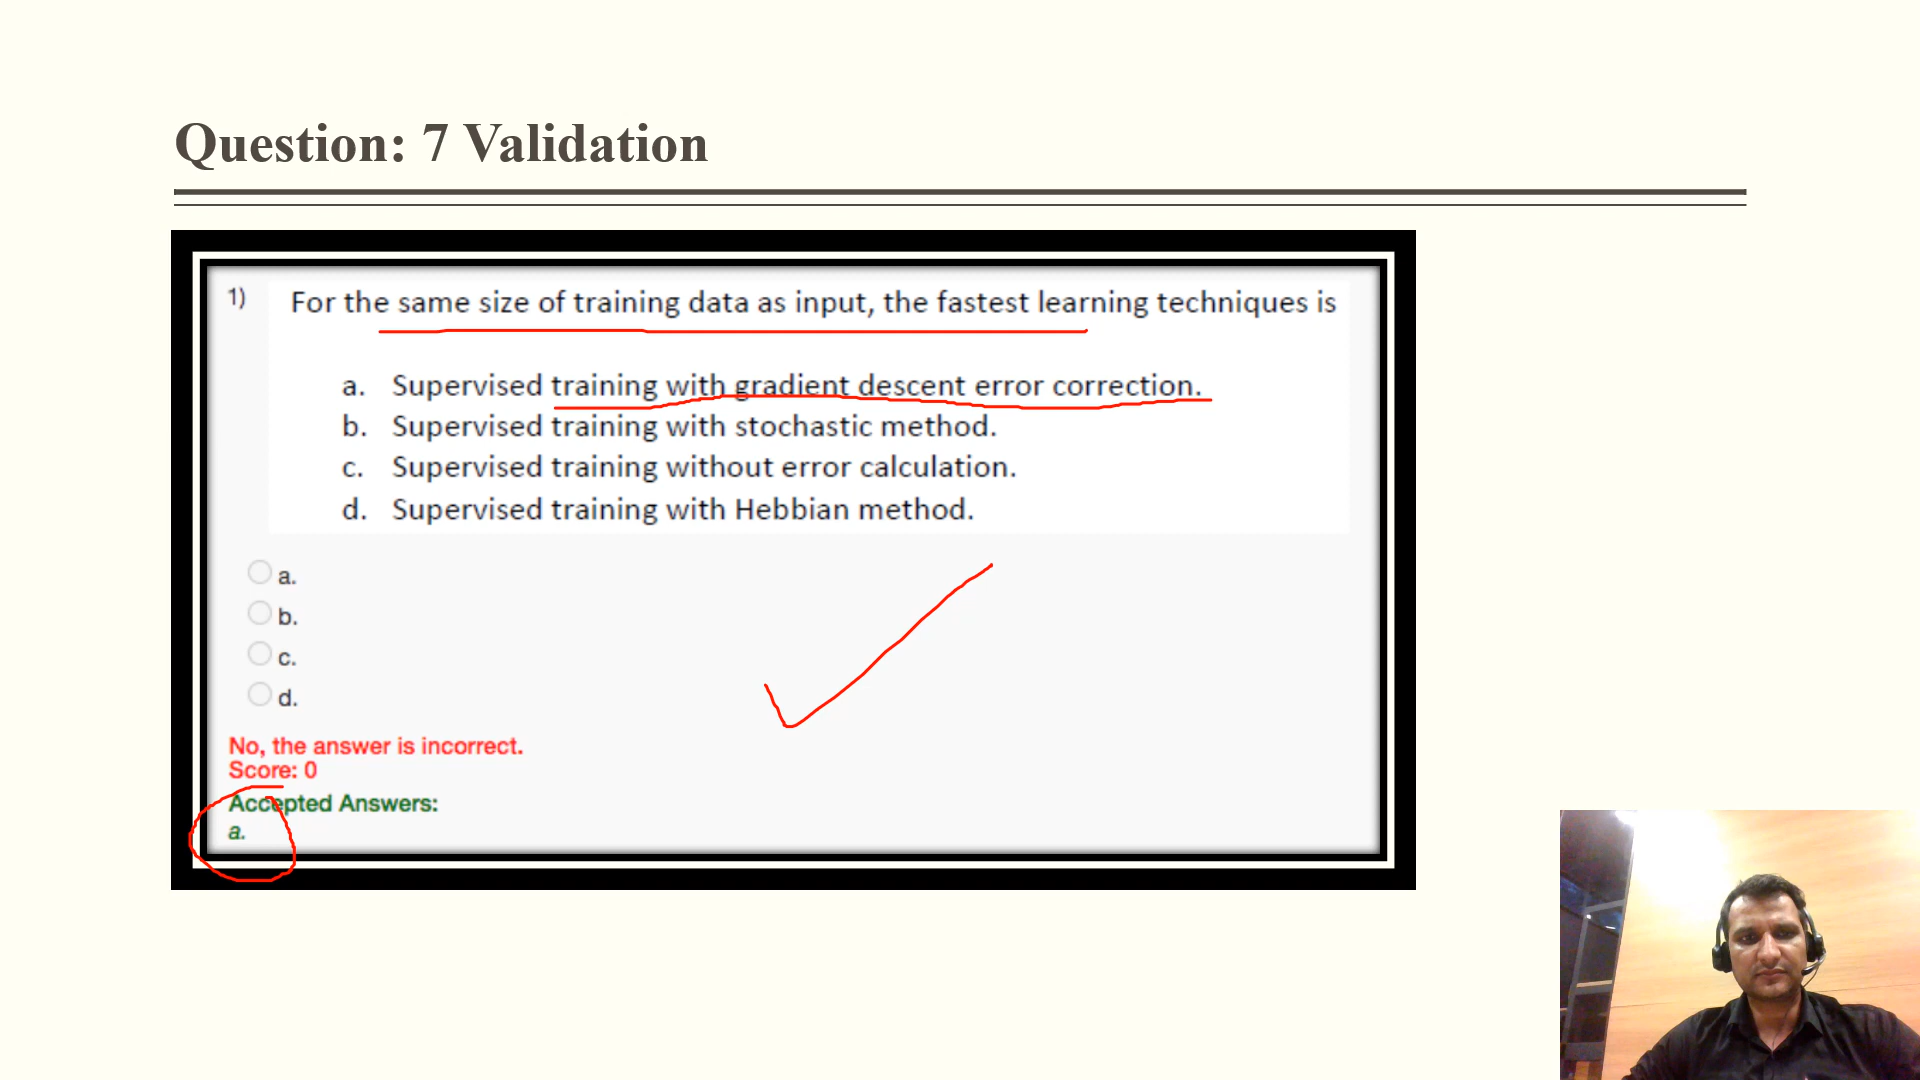 Question: 7 Validation
1) For the same size of training data as input, the fastest learning techniques is
a. Supervised training with gradient descent error correction.
b. Supervised training with stochastic method.
c. Supervised training without error calculation.
d. Supervised training with Hebbian method.
a.
b.
c.
d.
No, the answer is incorrect.
Score: 0
Accepted Answers:
a.